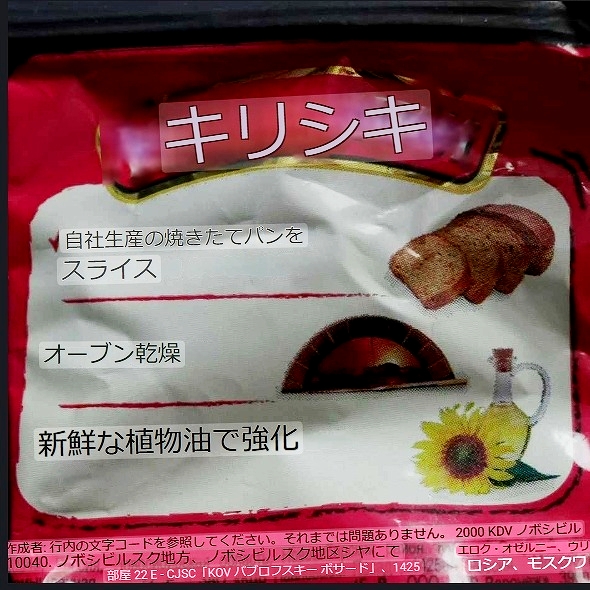 キリシキ
自社生産の焼きたてパンを
スライス
オーブン乾燥
新鮮な植物油で強化
作成者: 行内の文字コードを参照してください。それまでは問題ありません。 2000 KDV ノボシビル
10040. ノボシビルスク地方、ノボシビルスク地区シヤにて
エロク・オゼルニー、ウリ
部屋 22 E - CJSC「KOV パブロフスキー ポサード」、1425
ロシア、モスクワ